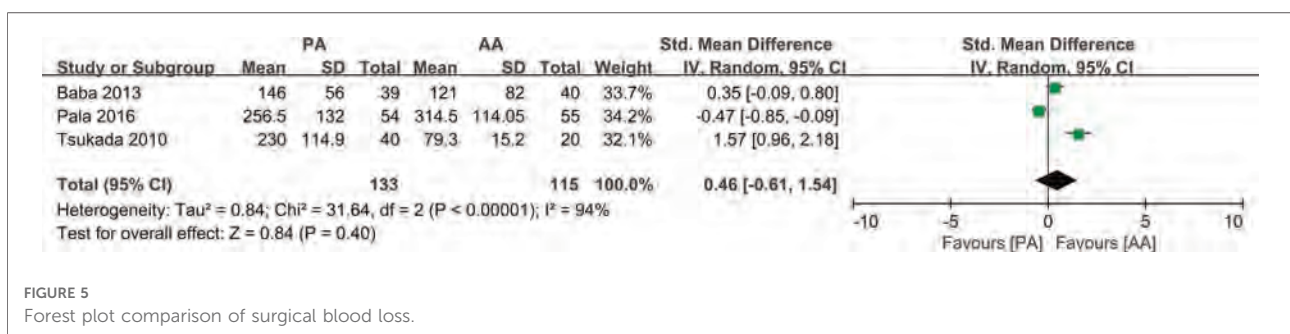 PA AA Std. Mean Difference Std. Mean Difference
Study or Subgroup Mean SD Total Mean SD Total Weight IV, Random, 95% CI IV, Random, 95% CI
Baba 2013 146 56 39 121 82 40 33.7% 0.35 [-0.09, 0.80]
Pala 2016 256.5 132 54 314.5 114.05 55 34.2% -0.47 [-0.85, -0.09]
Tsukada 2010 230 114.9 40 79.3 15.2 20 32.1% 1.57 [0.96, 2.18]
Total (95% CI) 133 115 100.0% 0.46 [-0.61, 1.54]
Heterogeneity: Tau² = 0.84; Chi² = 31.64, df = 2 (P < 0.00001); I² = 94%
Test for overall effect: Z = 0.84 (P = 0.40)
-10 -5 0 5 10
Favours [PA] Favours [AA]
FIGURE 5
Forest plot comparison of surgical blood loss.